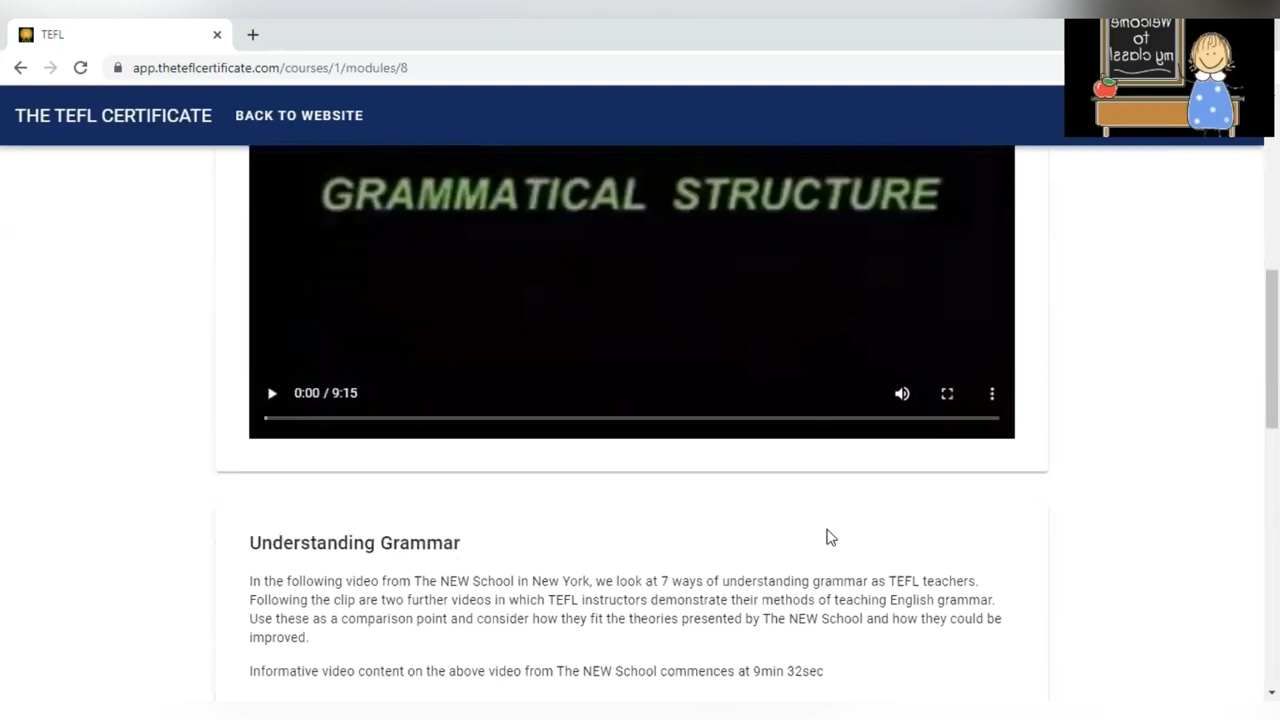 TEFL
app.theteflcertificate.com/courses/1/modules/8
Welcome
to
my class!
THE TEFL CERTIFICATE BACK TO WEBSITE
GRAMMATICAL STRUCTURE
0:00 / 9:15
Understanding Grammar
In the following video from The NEW School in New York, we look at 7 ways of understanding grammar as TEFL teachers.
Following the clip are two further videos in which TEFL instructors demonstrate their methods of teaching English grammar.
Use these as a comparison point and consider how they fit the theories presented by The NEW School and how they could be
improved.
Informative video content on the above video from The NEW School commences at 9min 32sec